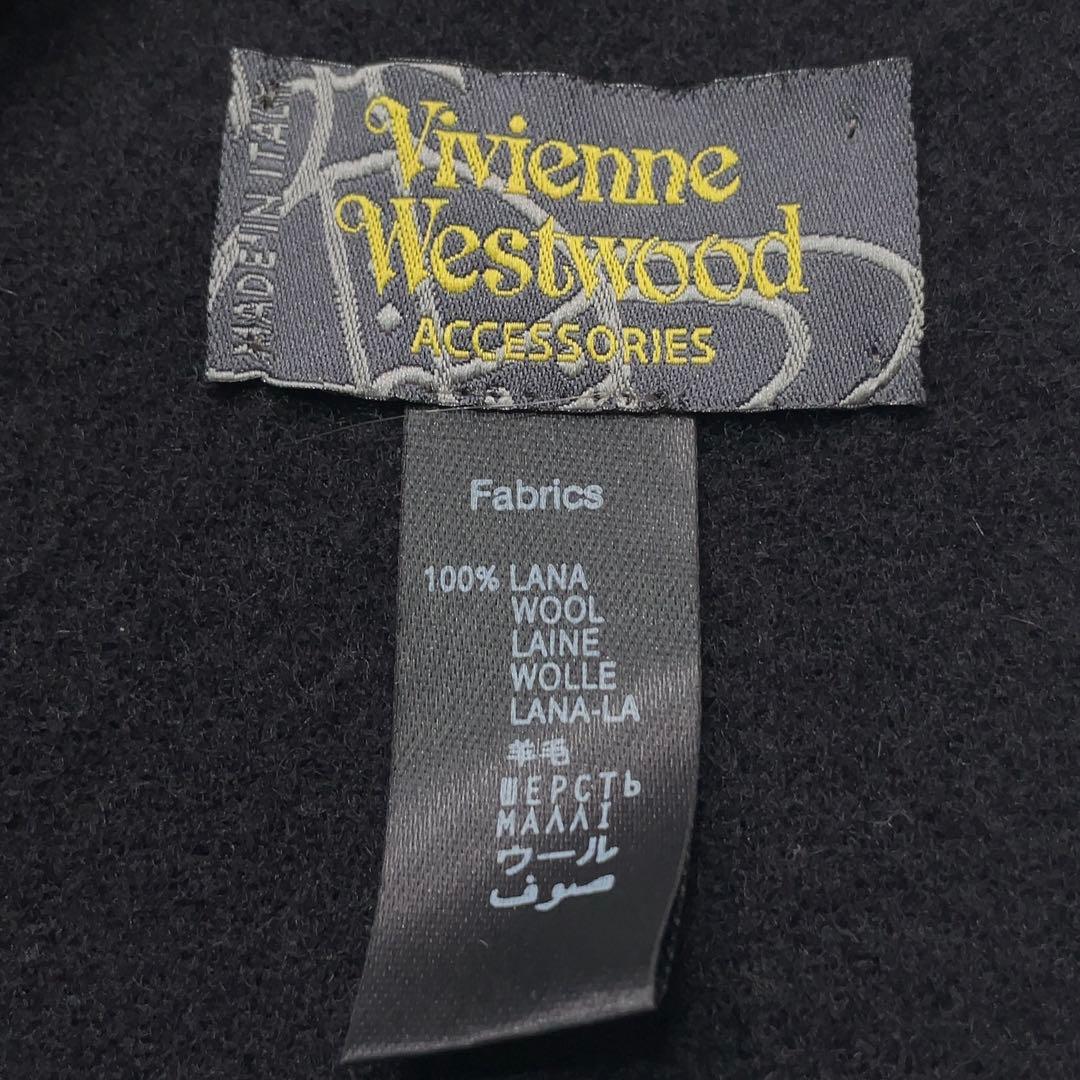 MADE IN ITALY
Vivienne
Westwood
ACCESSORIES
Fabrics
100% LANA
WOOL
LAINE
WOLLE
LANA-LA
羊毛
ШЕРСТЬ
ΜΑΛΛΙ
ウール
صوف